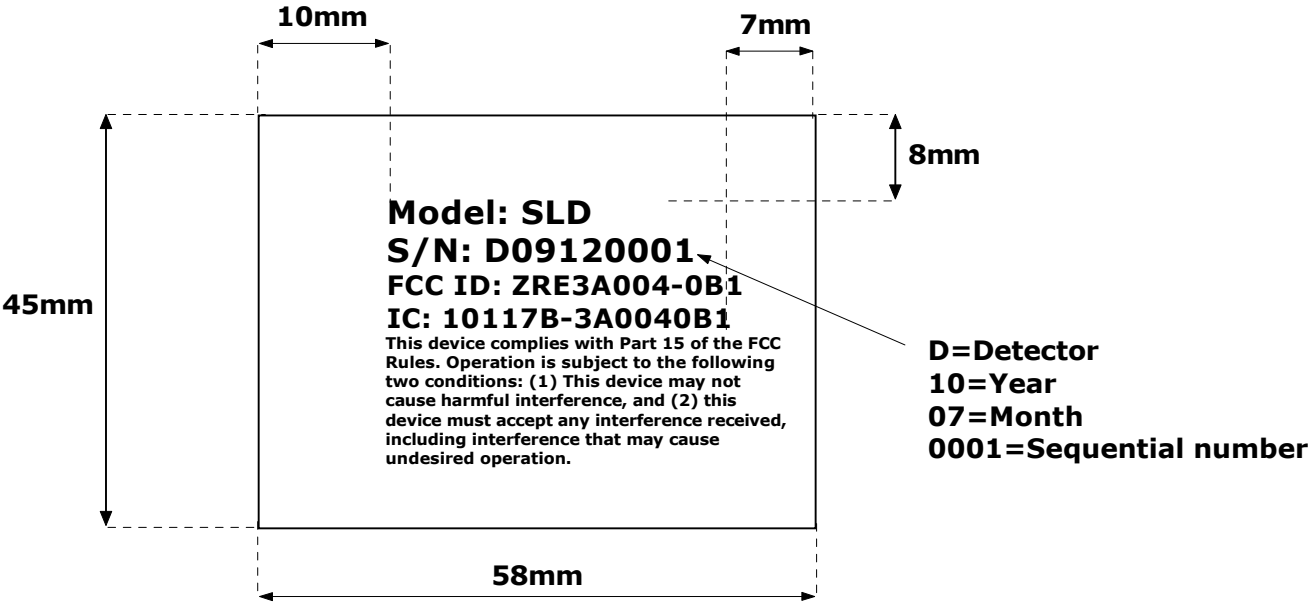 10mm
7mm
8mm
Model: SLD
S/N: D09120001
FCC ID: ZRE3A004-0B1
IC: 10117B-3A0040B1
This device complies with Part 15 of the FCC
Rules. Operation is subject to the following
two conditions: (1) This device may not
cause harmful interference, and (2) this
device must accept any interference received,
including interference that may cause
undesired operation.
45mm
D=Detector
10=Year
07=Month
0001=Sequential number
58mm